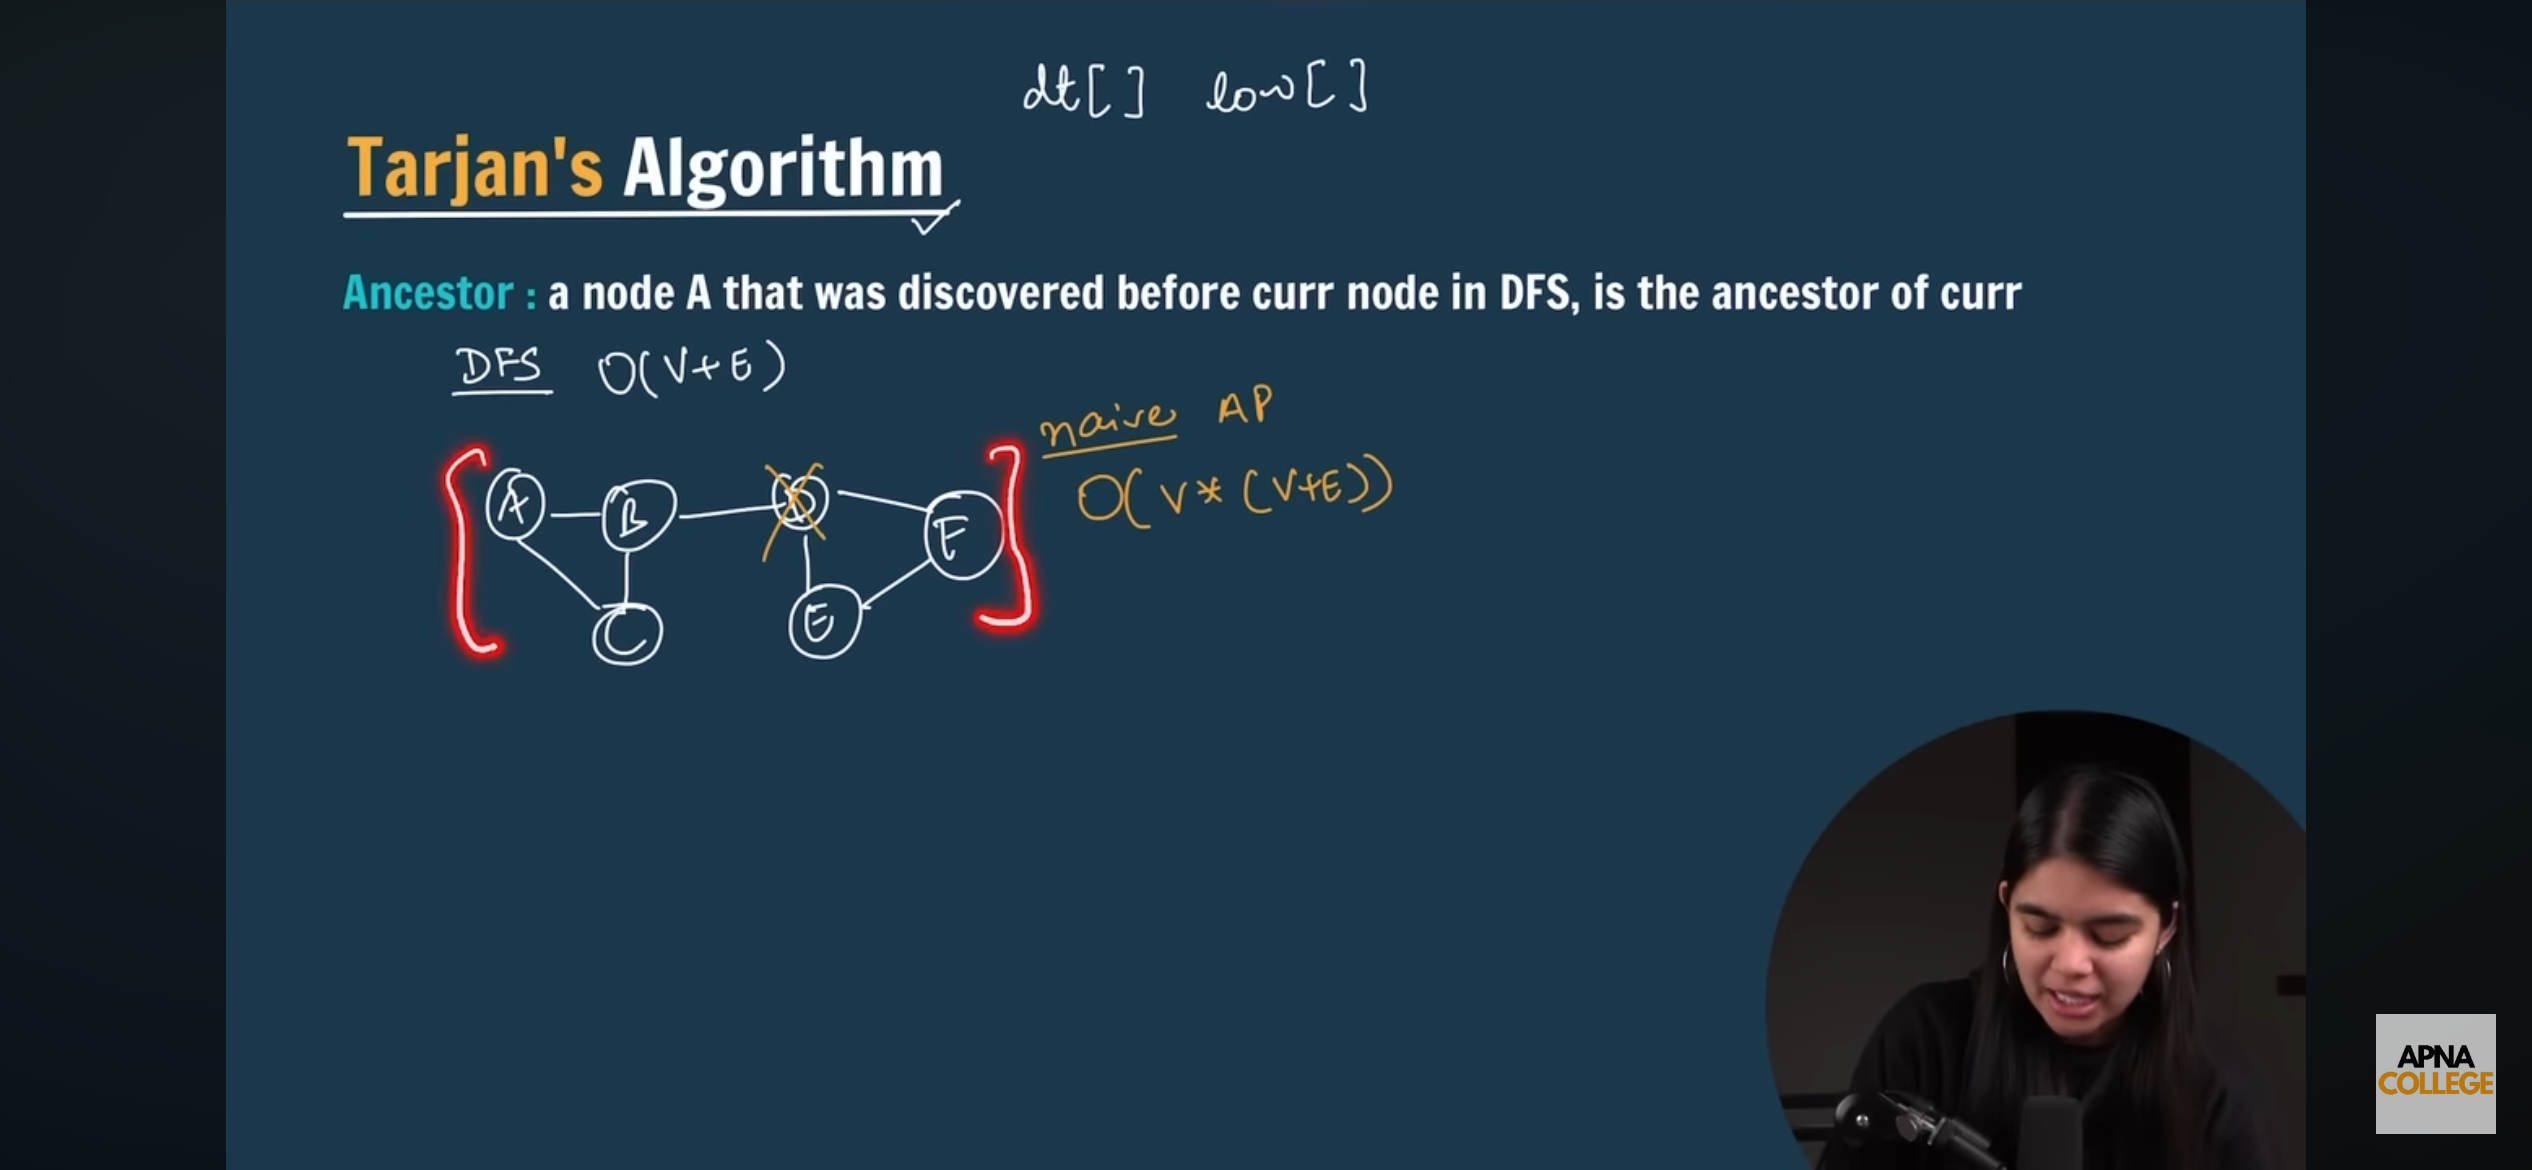 dt[] low[]
Tarjan's Algorithm
Ancestor : a node A that was discovered before curr node in DFS, is the ancestor of curr
DFS O(V+E)
naive AP
O(V*(V+E))
A B D F
C E
APNA
COLLEGE